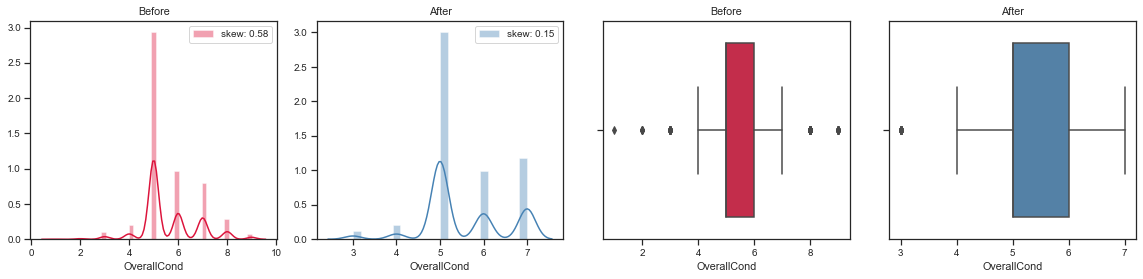 Before
skew: 0.58
3.0
2.5
2.0
1.5
1.0
0.5
0.0
0 2 4 6 8 10
OverallCond
After
skew: 0.15
3.0
2.5
2.0
1.5
1.0
0.5
0.0
3 4 5 6 7
OverallCond
Before
2 4 6 8
OverallCond
After
3 4 5 6 7
OverallCond